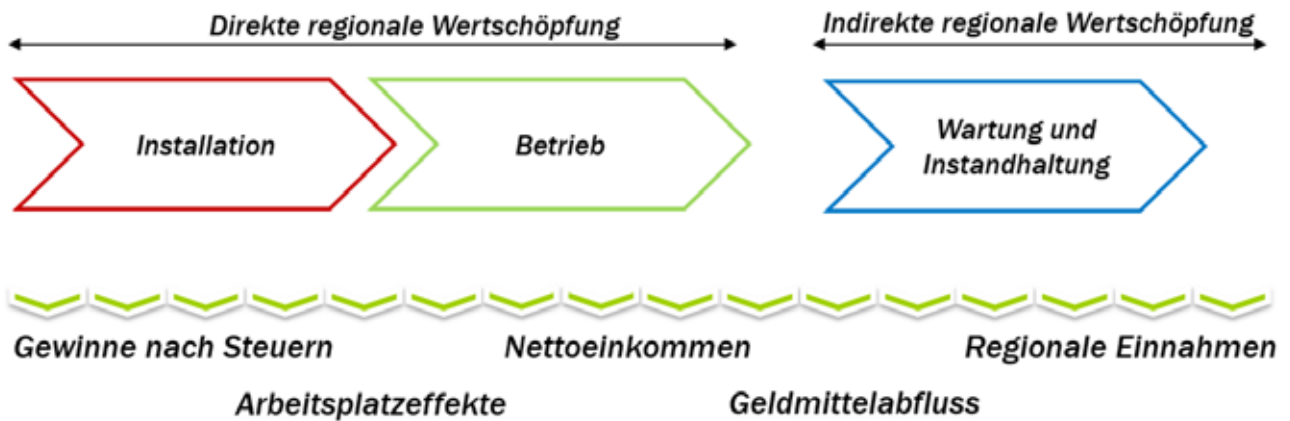 Direkte regionale Wertschöpfung
Indirekte regionale Wertschöpfung
Installation
Betrieb
Wartung und
Instandhaltung
Gewinne nach Steuern
Nettoeinkommen
Regionale Einnahmen
Arbeitsplatzeffekte
Geldmittelabfluss